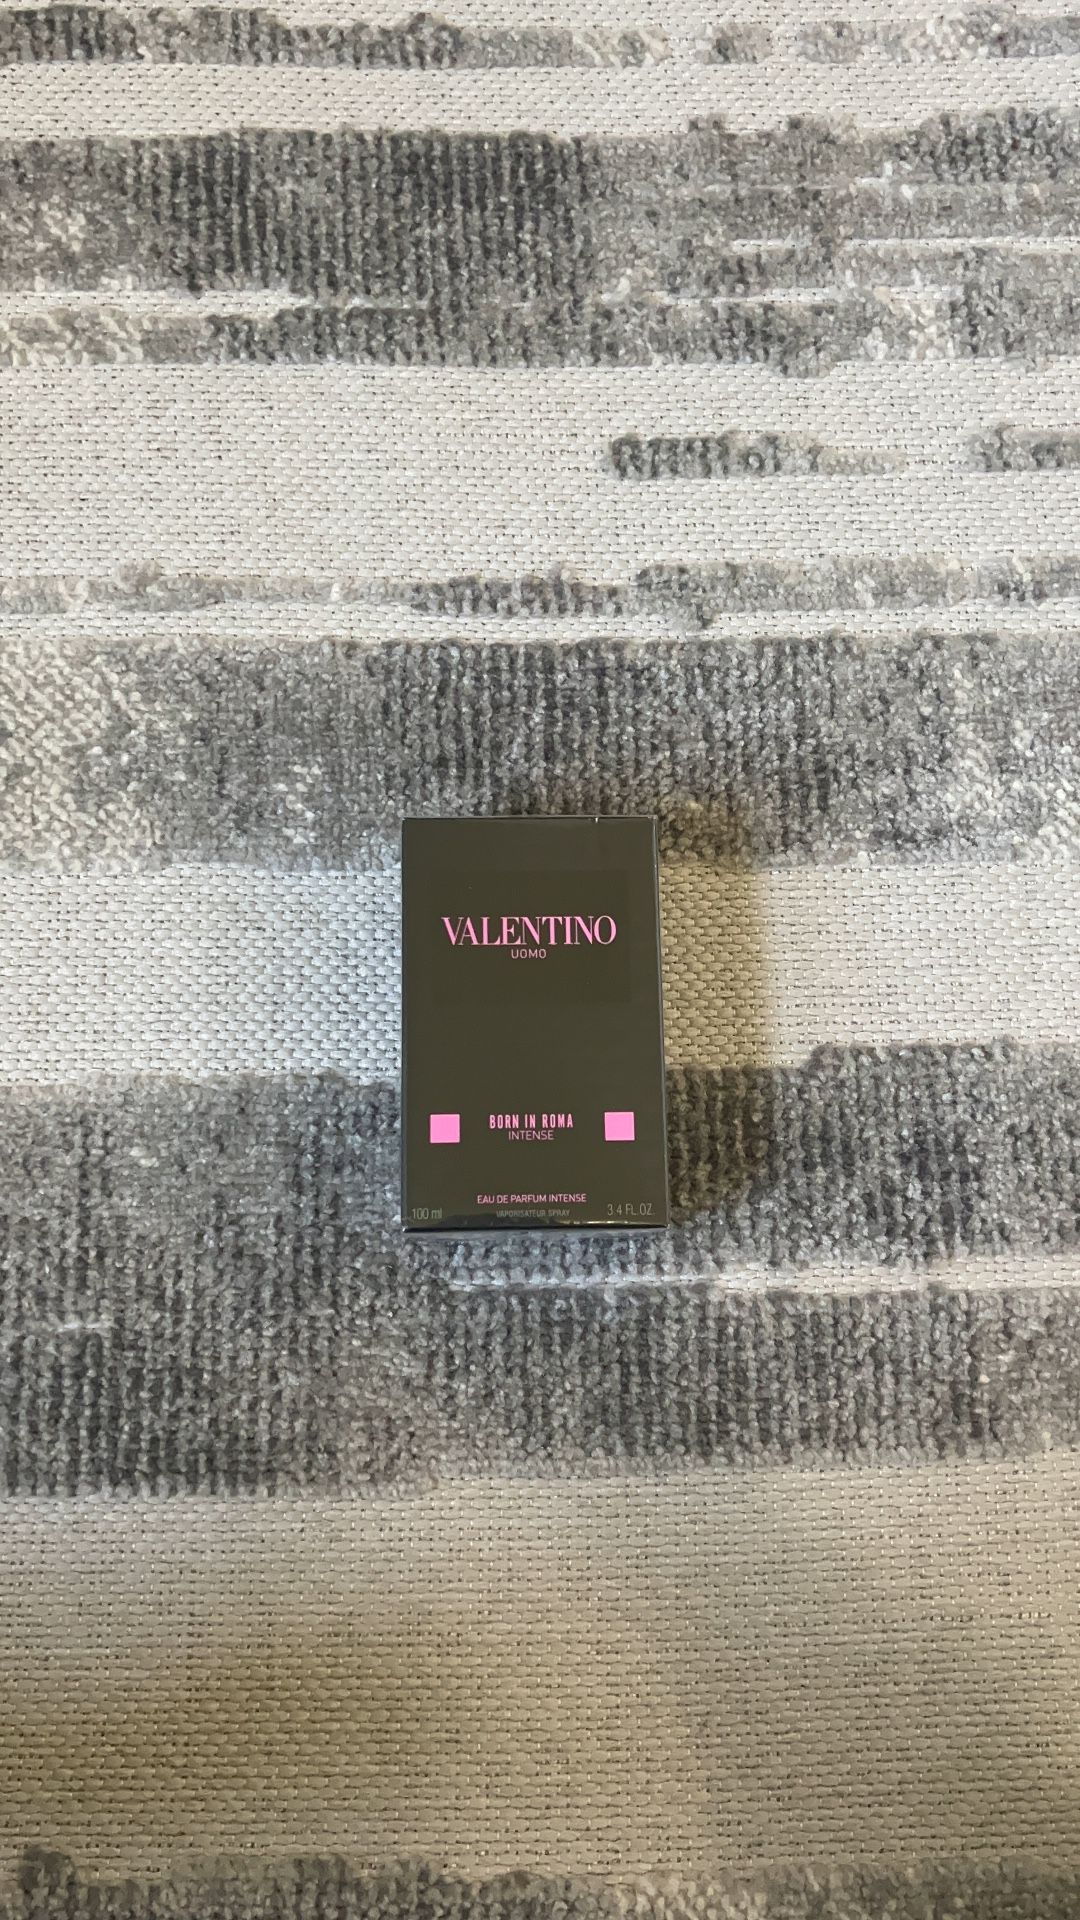 VALENTINO
UOMO
BORN IN ROMA
INTENSE
EAU DE PARFUM INTENSE
100 ml VAPORISATEUR SPRAY 3.4 FL.OZ.